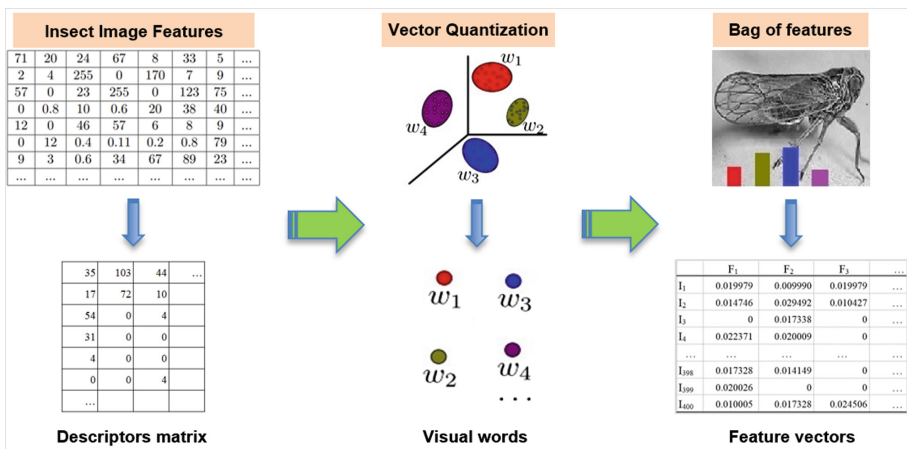 Insect Image Features
71 20 24 67 8 33 5 ...
2 4 255 0 170 7 9 ...
57 0 23 255 0 123 75 ...
0 0.8 10 0.6 20 38 40 ...
12 0 46 57 6 8 9 ...
0 12 0.4 0.11 0.2 0.8 79 ...
9 3 0.6 34 67 89 23 ...
... ... ... ... ... ... ... ...
35 103 44 ...
17 72 10
54 0 4
31 0 0
4 0 0
0 0 4
...
Descriptors matrix
Vector Quantization
w1
w2
w4
w3
w1 w3
w2 w4
...
Visual words
Bag of features
F1 F2 F3 ...
I1 0.019979 0.009990 0.019979 ...
I2 0.014746 0.029492 0.010427 ...
I3 0 0.017338 0 ...
I4 0.022371 0.020009 0 ...
... ... ... ... ...
I398 0.017328 0.014149 0 ...
I399 0.020026 0 0 ...
I400 0.010005 0.017328 0.024506 ...
Feature vectors